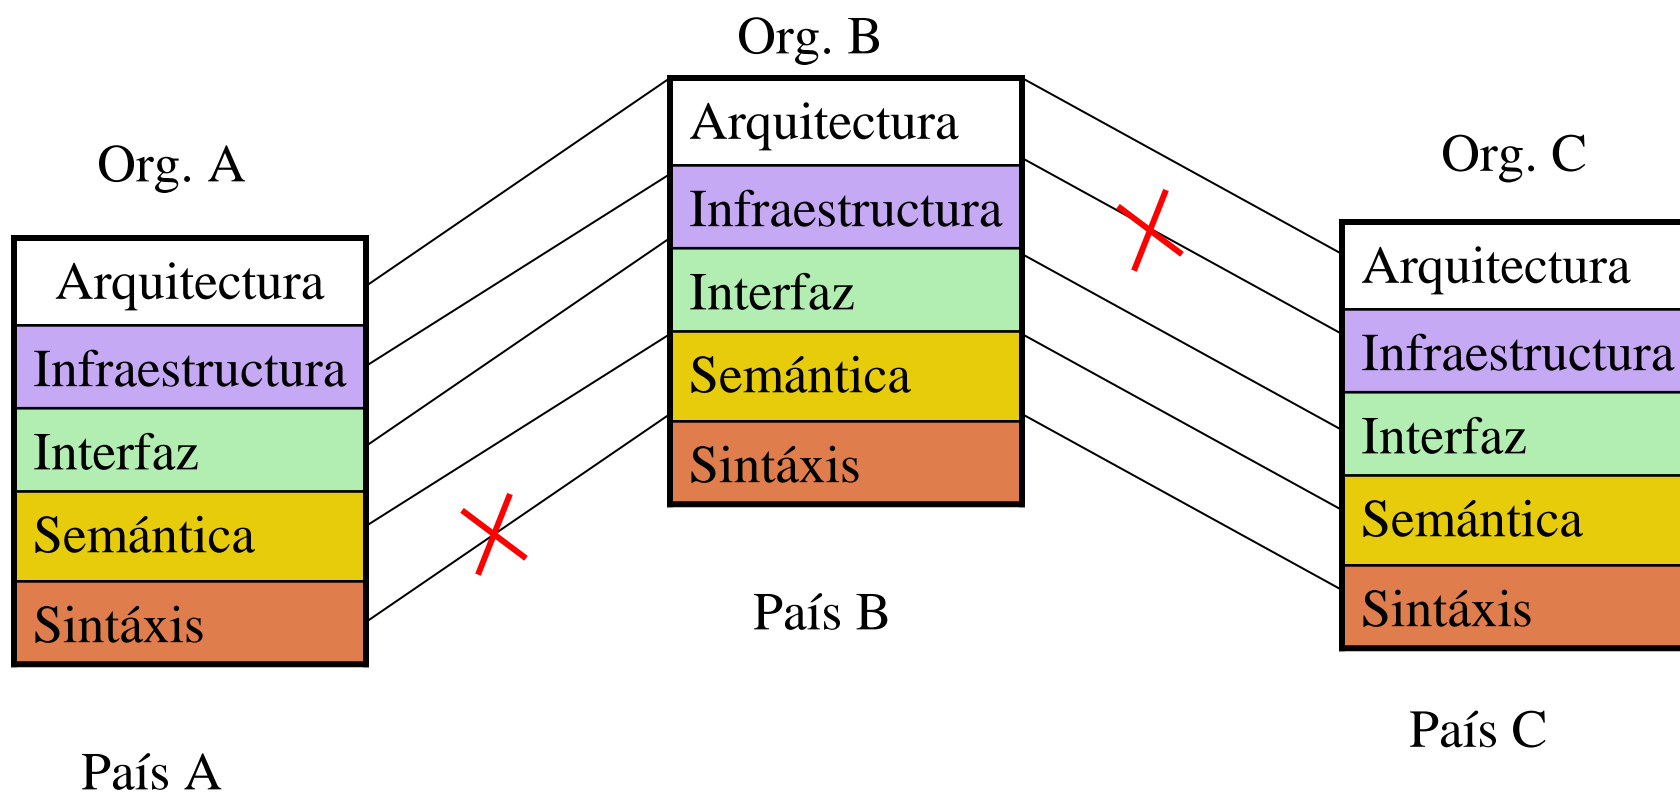 Org. A
Arquitectura
Infraestructura
Interfaz
Semántica
Sintáxis
País A
Org. B
Arquitectura
Infraestructura
Interfaz
Semántica
Sintáxis
País B
Org. C
Arquitectura
Infraestructura
Interfaz
Semántica
Sintáxis
País C